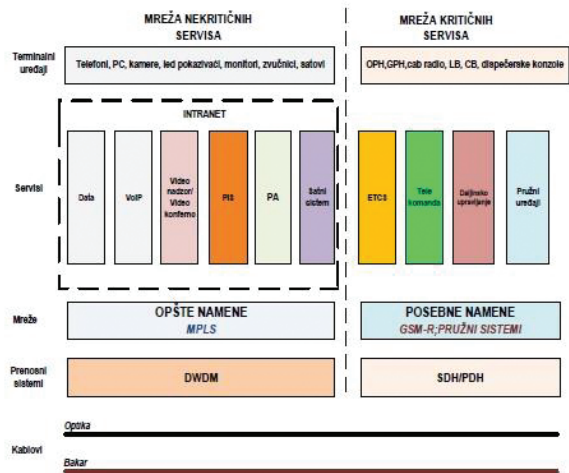 MREŽA NEKRITIČNIH
SERVISA
MREŽA KRITIČNIH
SERVISA
Terminalni
uređaji
Telefoni, PC, kamere, led pokazivači, monitori, zvučnici, satovi
OPH,GPH,cab radio, LB, CB, dispečerske konzole
INTRANET
Servisi
Data
VoIP
Video
nadzor/
Video
konferno
PIS
PA
Satni
sistem
ETCS
Tele
komanda
Daljinsko
upravljanje
Pružni
uređaji
Mreže
OPŠTE NAMENE
MPLS
POSEBNE NAMENE
GSM-R;PRUŽNI SISTEMI
Prenosni
sistemi
DWDM
SDH/PDH
Kablovi
Optika
Bakar